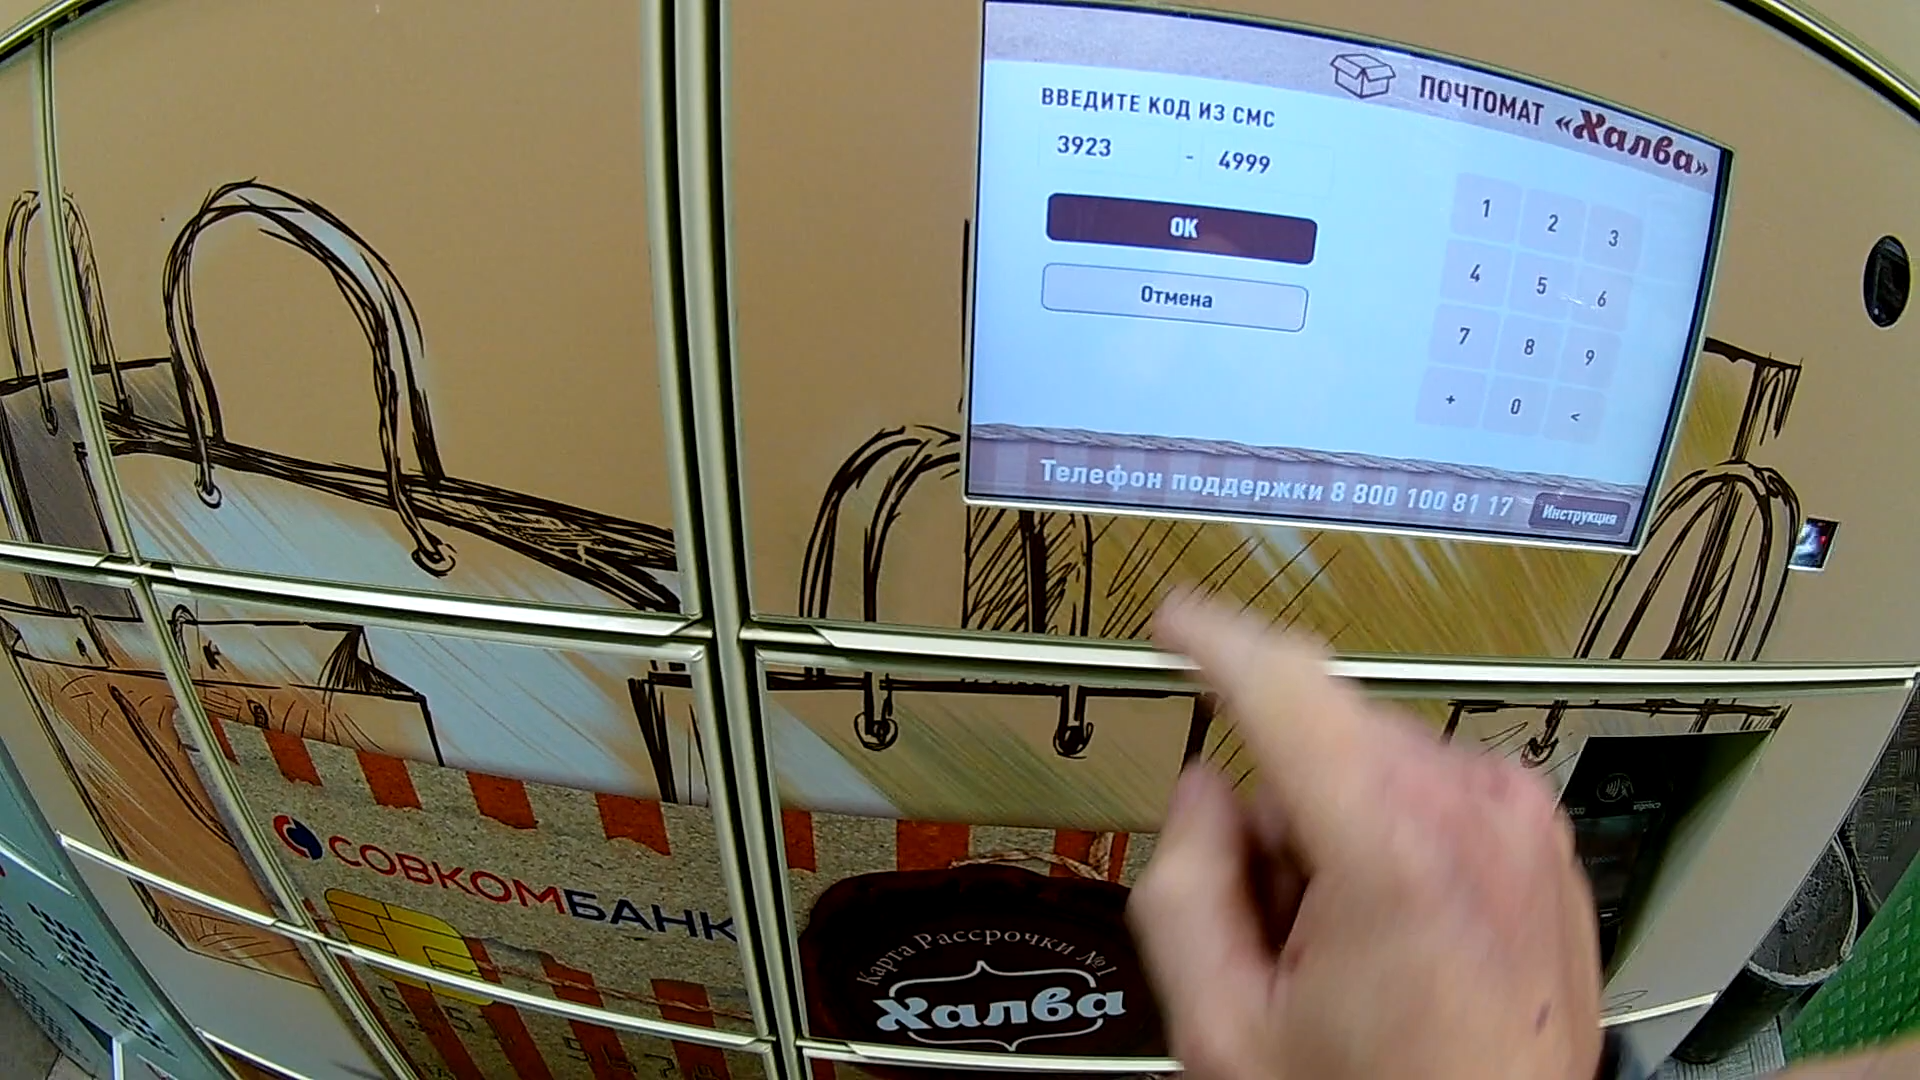 ПОЧТОМАТ «Халва»
ВВЕДИТЕ КОД ИЗ СМС
3923 - 4999
ОК
Отмена
1 2 3
4 5 6
7 8 9
+ 0 <
Телефон поддержки 8 800 100 81 17
Инструкция
СОВКОМБАНК
Карта Рассрочки №1
Халва